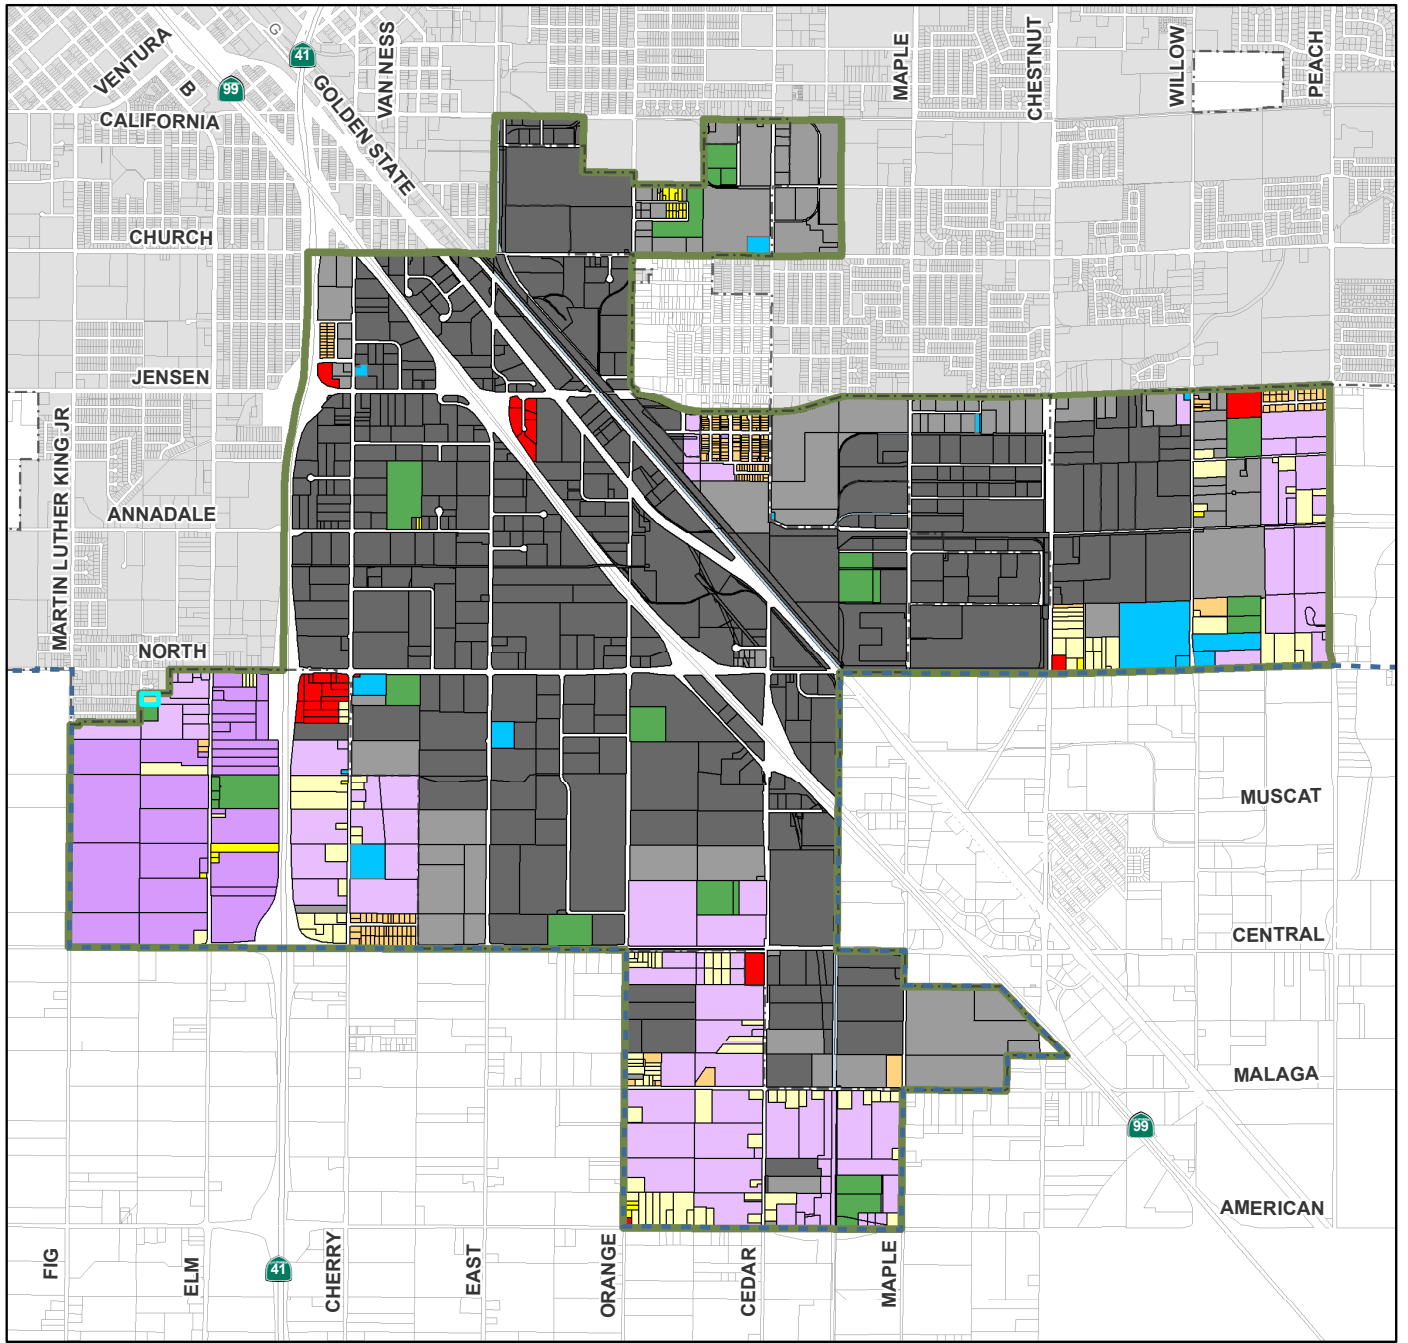 VENTURA
B
G
41
99
GOLDEN STATE
VAN NESS
MAPLE
CHESTNUT
WILLOW
PEACH
CALIFORNIA
CHURCH
JENSEN
MARTIN LUTHER KING JR
ANNADALE
NORTH
MUSCAT
CENTRAL
MALAGA
99
AMERICAN
FIG
ELM
41
CHERRY
EAST
ORANGE
CEDAR
MAPLE